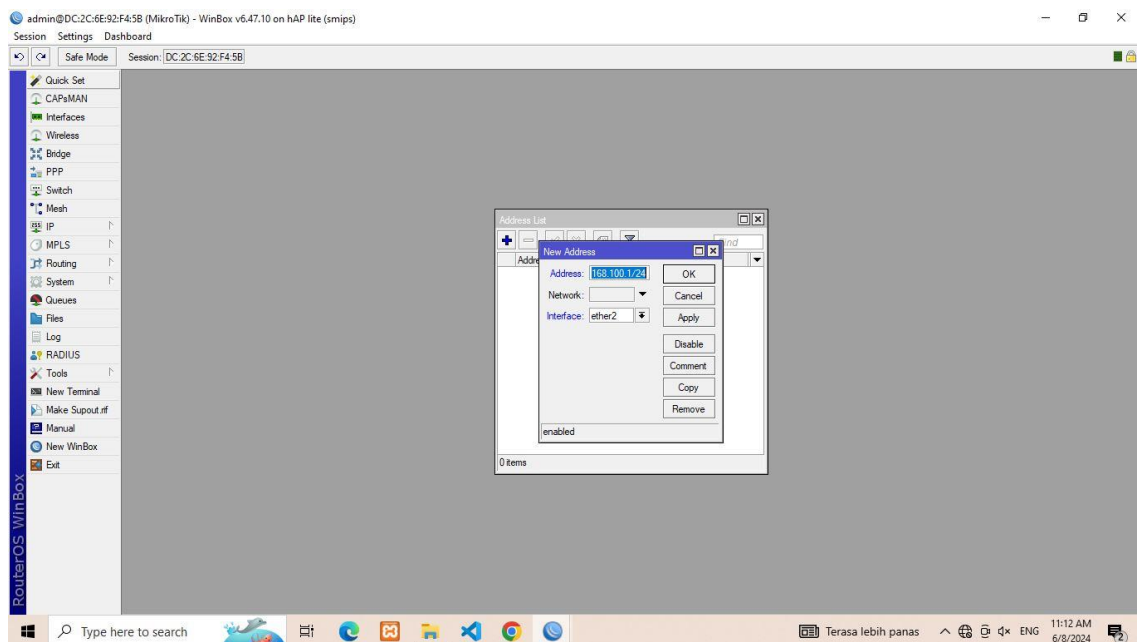 admin@DC:2C:6E:92:F4:5B (MikroTik) - WinBox v6.47.10 on hAP lite (smips)
Session Settings Dashboard
Safe Mode Session: DC:2C:6E:92:F4:5B
Quick Set
CAPsMAN
Interfaces
Wireless
Bridge
PPP
Switch
Mesh
IP
MPLS
Routing
System
Queues
Files
Log
RADIUS
Tools
New Terminal
Make Supout.rif
Manual
New WinBox
Exit
RouterOS WinBox
Address List
New Address
Address: 168.100.1/24
Network:
Interface: ether2
OK
Cancel
Apply
Disable
Comment
Copy
Remove
enabled
0 items
Type here to search
Terasa lebih panas
ENG
11:12 AM
6/8/2024